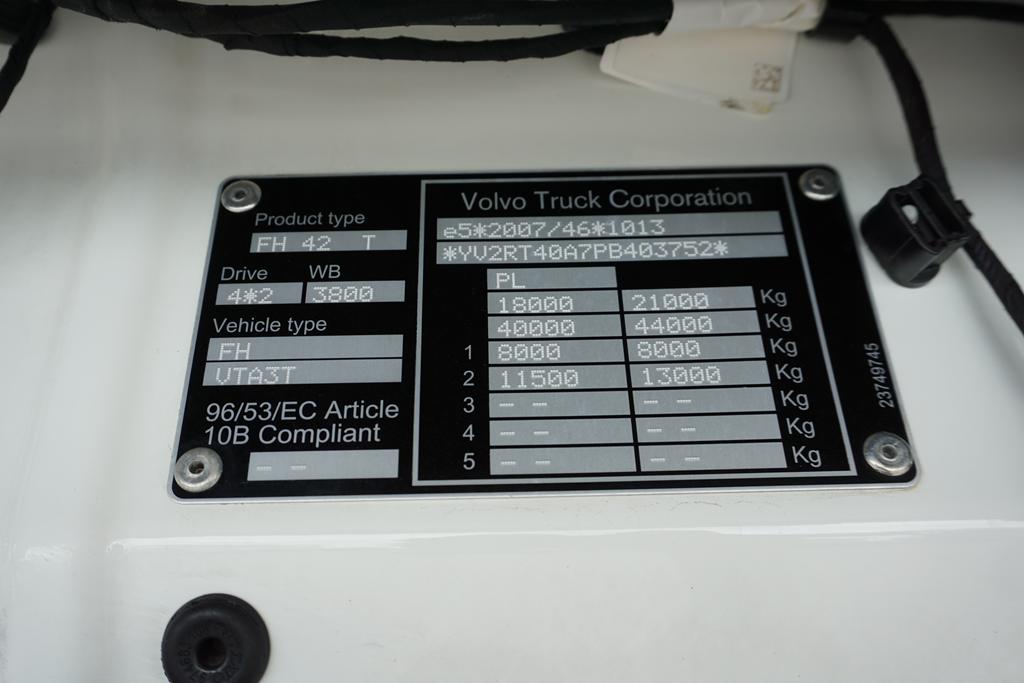 Product type
FH 42 T
Drive WB
4*2 3800
Vehicle type
FH
VTA3T
96/53/EC Article
10B Compliant
-- --
Volvo Truck Corporation
e5*2007/46*1013
*YV2RT40A7PB403752*
PL
18000 21000 Kg
40000 44000 Kg
1 8000 8000 Kg
2 11500 13000 Kg
3 -- -- -- -- Kg
4 -- -- -- -- Kg
5 -- -- -- -- Kg
23749745